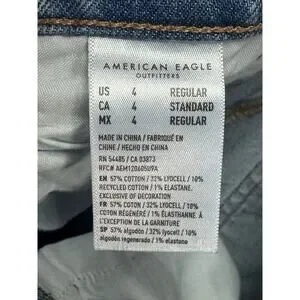 AMERICAN EAGLE
OUTFITTERS
US 4 REGULAR
CA 4 STANDARD
MX 4 REGULAR
MADE IN CHINA / FABRIQUÉ EN
CHINE / HECHO EN CHINA
RN 54485 / CA 03873
RFC# AEM120605U9A
EN 57% COTTON / 32% LYOCELL / 10%
RECYCLED COTTON / 1% ELASTANE.
EXCLUSIVE OF DECORATION
FR 57% COTON / 32% LYOCELL / 10%
COTON RÉGÉNÉRÉ / 1% ÉLASTHANNE. À
L'EXCEPTION DE LA GARNITURE
SP 57% algodón / 32% lyocell / 10%
algodón regenerado / 1% elastano